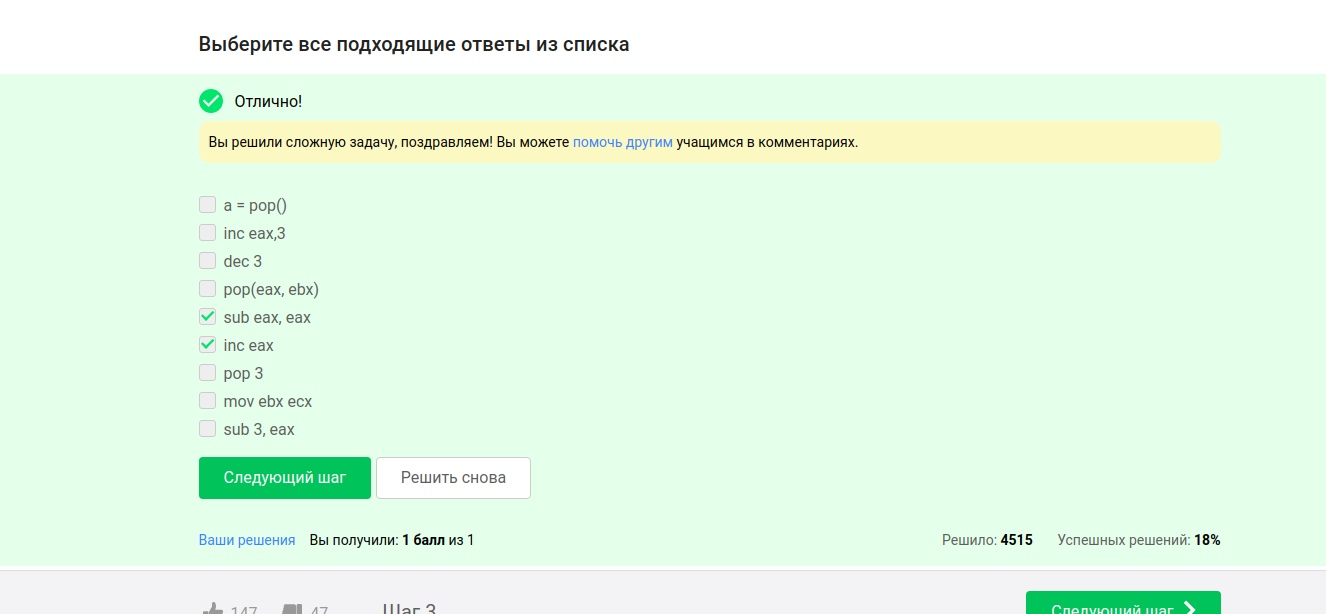 Выберите все подходящие ответы из списка
Отлично!
Вы решили сложную задачу, поздравляем! Вы можете помочь другим учащимся в комментариях.
a = pop()
inc eax,3
dec 3
pop(eax, ebx)
sub eax, eax
inc eax
pop 3
mov ebx ecx
sub 3, eax
Следующий шаг Решить снова
Ваши решения Вы получили: 1 балл из 1 Решило: 4515 Успешных решений: 18%
147 47 Шаг 3 Следующий шаг